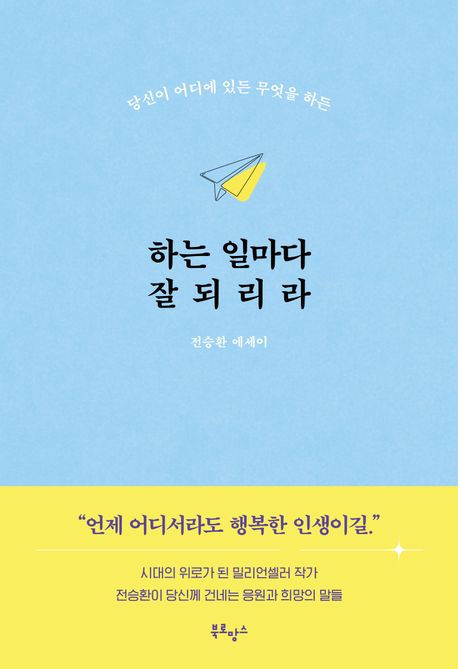 당신이 어디에 있든 무엇을 하든
하는 일마다
잘 되 리 라
전승환 에세이
“언제 어디서라도 행복한 인생이길.”
시대의 위로가 된 밀리언셀러 작가
전승환이 당신께 건네는 응원과 희망의 말들
북로망스